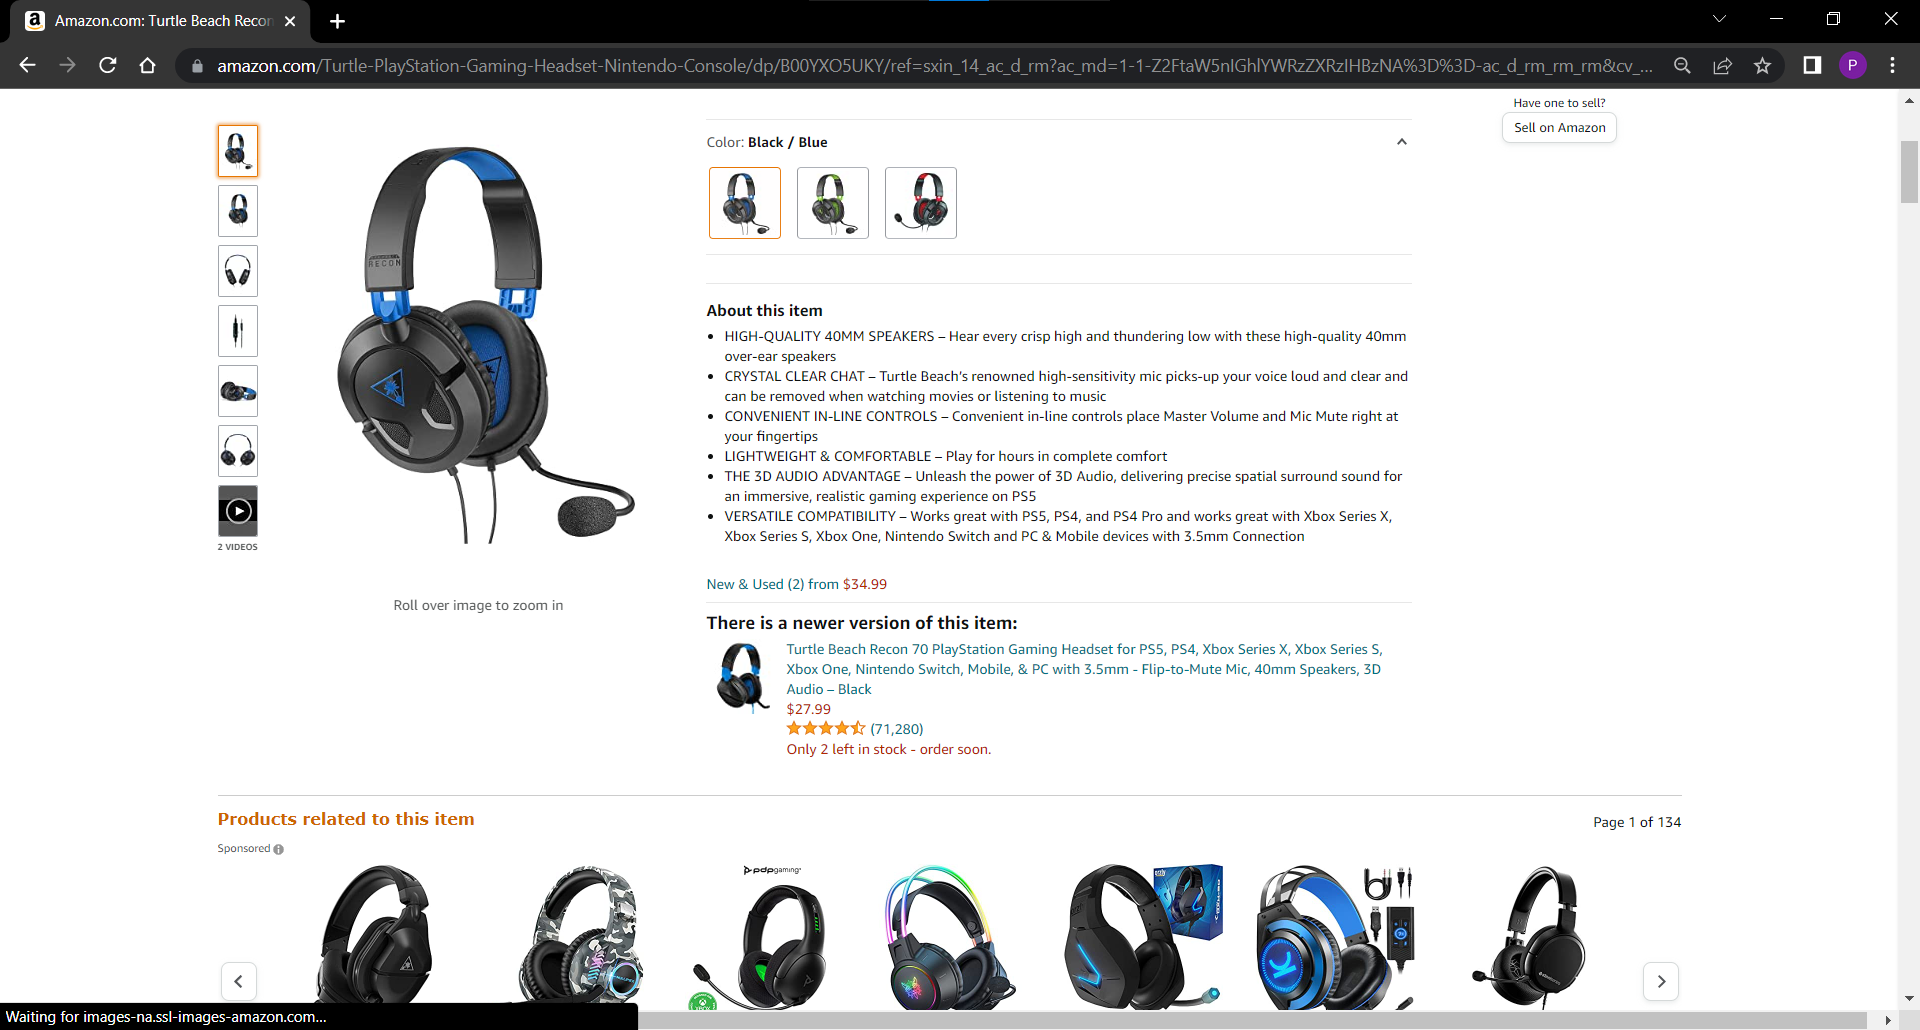 Amazon.com: Turtle Beach Recon
amazon.com/Turtle-PlayStation-Gaming-Headset-Nintendo-Console/dp/B00YXO5UKY/ref=sxin_14_ac_d_rm?ac_md=1-1-Z2FtaW5nIGhlYWRzZXRzIHBzNA%3D%3D-ac_d_rm_rm_rm&cv_...
P
Have one to sell?
Sell on Amazon
Color: Black / Blue
RECON
About this item
HIGH-QUALITY 40MM SPEAKERS – Hear every crisp high and thundering low with these high-quality 40mm
over-ear speakers
CRYSTAL CLEAR CHAT – Turtle Beach’s renowned high-sensitivity mic picks-up your voice loud and clear and
can be removed when watching movies or listening to music
CONVENIENT IN-LINE CONTROLS – Convenient in-line controls place Master Volume and Mic Mute right at
your fingertips
LIGHTWEIGHT & COMFORTABLE – Play for hours in complete comfort
THE 3D AUDIO ADVANTAGE – Unleash the power of 3D Audio, delivering precise spatial surround sound for
an immersive, realistic gaming experience on PS5
VERSATILE COMPATIBILITY – Works great with PS5, PS4, and PS4 Pro and works great with Xbox Series X,
Xbox Series S, Xbox One, Nintendo Switch and PC & Mobile devices with 3.5mm Connection
2 VIDEOS
Roll over image to zoom in
New & Used (2) from $34.99
There is a newer version of this item:
Turtle Beach Recon 70 PlayStation Gaming Headset for PS5, PS4, Xbox Series X, Xbox Series S,
Xbox One, Nintendo Switch, Mobile, & PC with 3.5mm - Flip-to-Mute Mic, 40mm Speakers, 3D
Audio – Black
$27.99
(71,280)
Only 2 left in stock - order soon.
Products related to this item
Page 1 of 134
Sponsored
pdpgaming
Waiting for images-na.ssl-images-amazon.com...